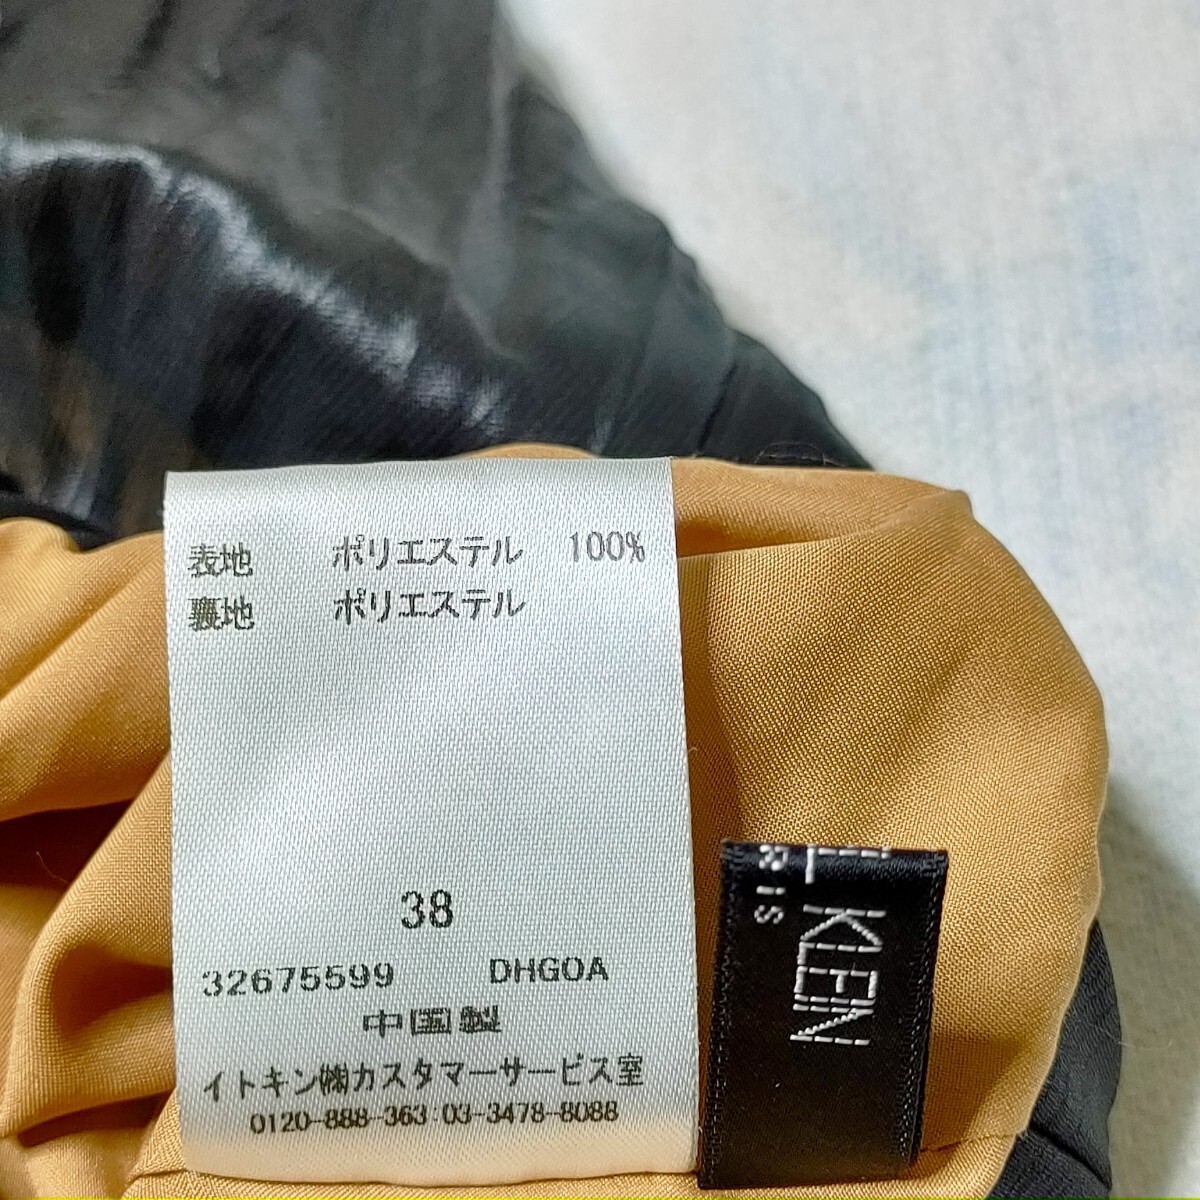 表地 ポリエステル 100%
裏地 ポリエステル
38
32675599 DHGOA
中国製
イトキン㈱カスタマーサービス室
0120-888-363 03-3478-8088
KLEIN
RIS